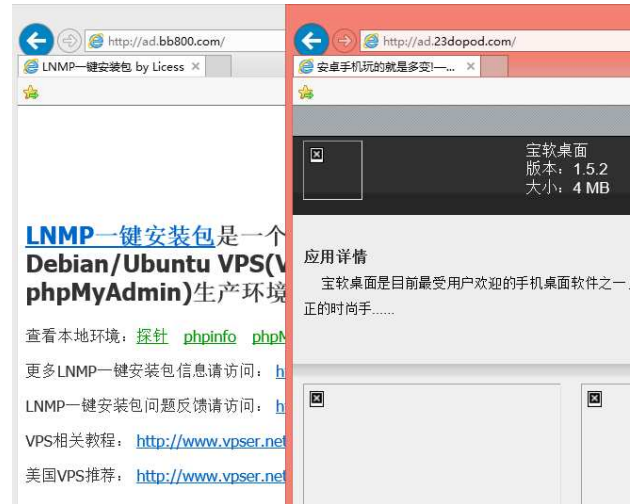 http://ad.bb800.com/
LNMP一键安装包 by Licess
LNMP一键安装包是一个
Debian/Ubuntu VPS(V
phpMyAdmin)生产环境
查看本地环境：探针 phpinfo phpM
更多LNMP一键安装包信息请访问： h
LNMP一键安装包问题反馈请访问： h
VPS相关教程： http://www.vpser.net
美国VPS推荐： http://www.vpser.net
http://ad.23dopod.com/
安卓手机玩的就是多变!—...
宝软桌面
版本：1.5.2
大小：4 MB
应用详情
宝软桌面是目前最受用户欢迎的手机桌面软件之一
正的时尚手......